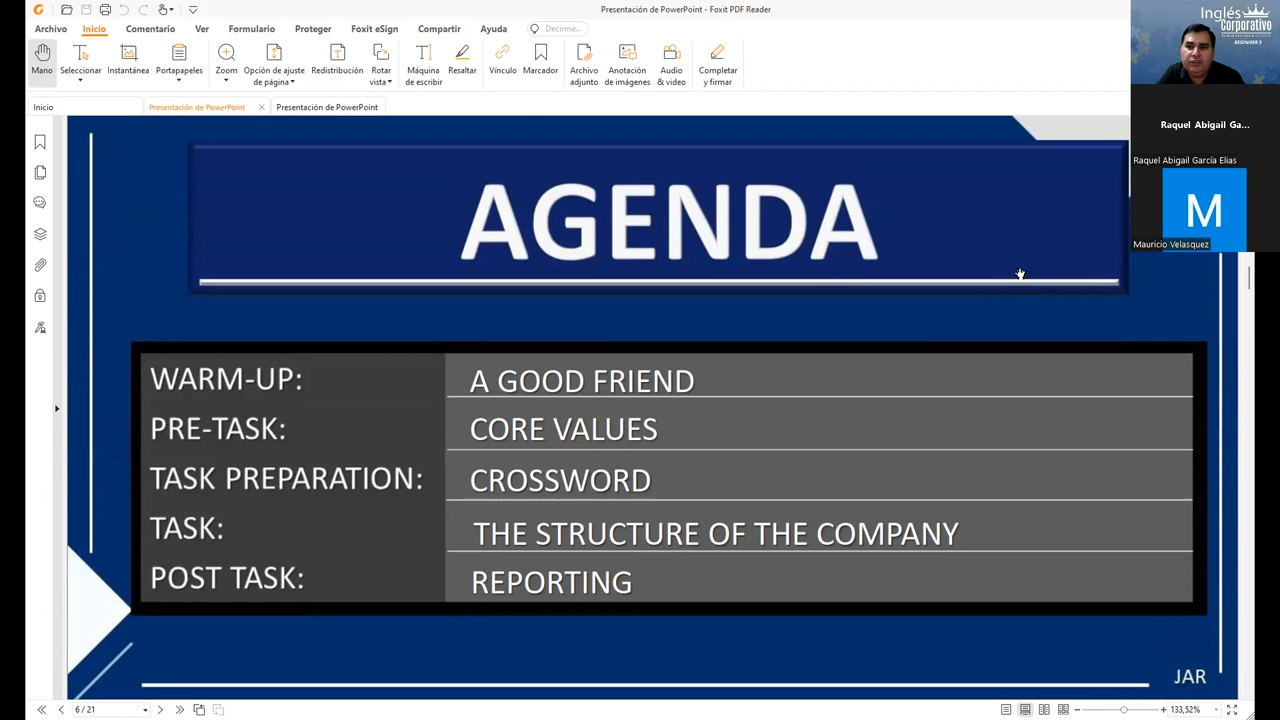 Presentación de PowerPoint - Foxit PDF Reader
Archivo Inicio Comentario Ver Formulario Proteger Foxit eSign Compartir Ayuda Decirme...
Mano Seleccionar Instantánea Portapapeles Zoom Opción de ajuste de página Redistribución Rotar vista Máquina de escribir Resaltar Vínculo Marcador Archivo adjunto Anotación de imágenes Audio & video Completar y firmar
Inicio Presentación de PowerPoint Presentación de PowerPoint
Inglés
Corporativo
BEGINNER 2
Raquel Abigail Ga...
Raquel Abigail García Elias
M
Mauricio Velasquez
AGENDA
WARM-UP: A GOOD FRIEND
PRE-TASK: CORE VALUES
TASK PREPARATION: CROSSWORD
TASK: THE STRUCTURE OF THE COMPANY
POST TASK: REPORTING
JAR
6 / 21
133,52%